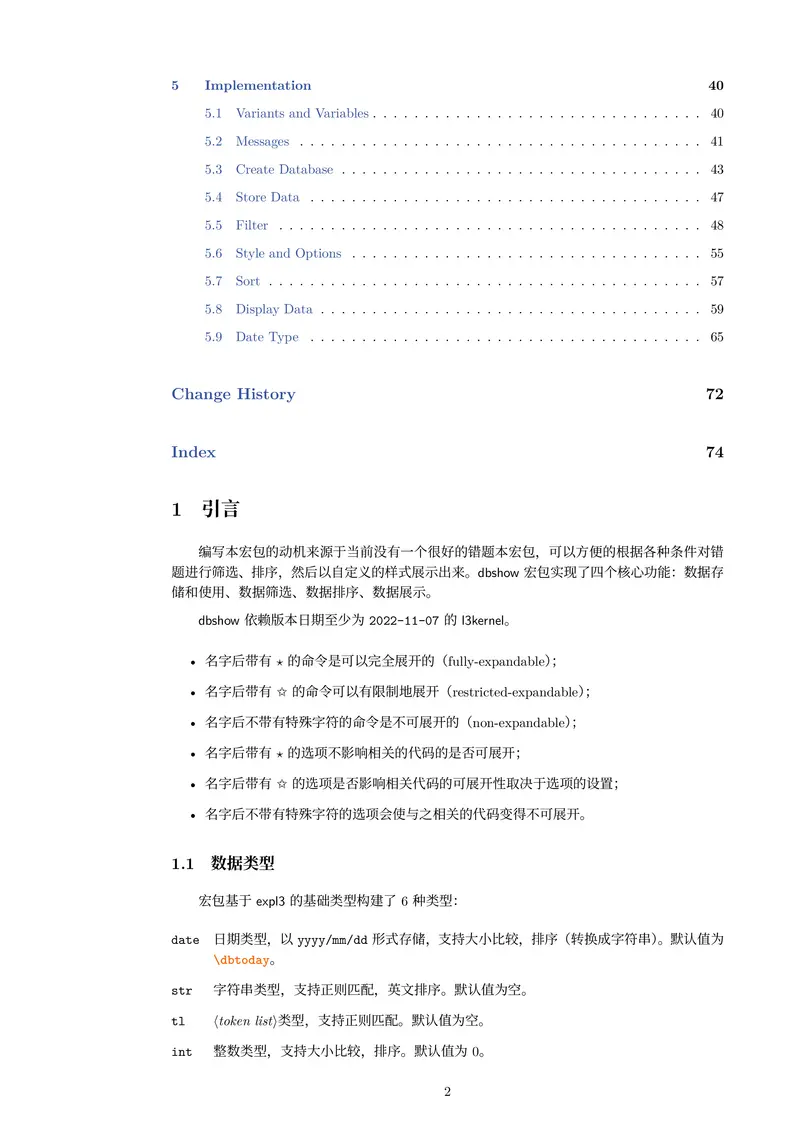 5 Implementation 40
5.1 Variants and Variables . . . . . . . . . . . . . . . . . . . . . . . . . . . . . . . . 40
5.2 Messages . . . . . . . . . . . . . . . . . . . . . . . . . . . . . . . . . . . . . . . 41
5.3 Create Database . . . . . . . . . . . . . . . . . . . . . . . . . . . . . . . . . . . 43
5.4 Store Data . . . . . . . . . . . . . . . . . . . . . . . . . . . . . . . . . . . . . . 47
5.5 Filter . . . . . . . . . . . . . . . . . . . . . . . . . . . . . . . . . . . . . . . . . 48
5.6 Style and Options . . . . . . . . . . . . . . . . . . . . . . . . . . . . . . . . . . 55
5.7 Sort . . . . . . . . . . . . . . . . . . . . . . . . . . . . . . . . . . . . . . . . . . 57
5.8 Display Data . . . . . . . . . . . . . . . . . . . . . . . . . . . . . . . . . . . . . 59
5.9 Date Type . . . . . . . . . . . . . . . . . . . . . . . . . . . . . . . . . . . . . . 65
Change History 72
Index 74
1 引言
编写本宏包的动机来源于当前没有一个很好的错题本宏包，可以方便的根据各种条件对错
题进行筛选、排序，然后以自定义的样式展示出来。dbshow 宏包实现了四个核心功能：数据存
储和使用、数据筛选、数据排序、数据展示。
dbshow 依赖版本日期至少为 2022-11-07 的 l3kernel。
• 名字后带有 ⋆ 的命令是可以完全展开的（fully-expandable）；
• 名字后带有 ☆ 的命令可以有限制地展开（restricted-expandable）；
• 名字后不带有特殊字符的命令是不可展开的（non-expandable）；
• 名字后带有 ⋆ 的选项不影响相关的代码的是否可展开；
• 名字后带有 ☆ 的选项是否影响相关代码的可展开性取决于选项的设置；
• 名字后不带有特殊字符的选项会使与之相关的代码变得不可展开。
1.1 数据类型
宏包基于 expl3 的基础类型构建了 6 种类型：
date 日期类型，以 yyyy/mm/dd 形式存储，支持大小比较，排序（转换成字符串）。默认值为
\dbtoday。
str 字符串类型，支持正则匹配，英文排序。默认值为空。
tl ⟨token list⟩类型，支持正则匹配。默认值为空。
int 整数类型，支持大小比较，排序。默认值为 0。
2